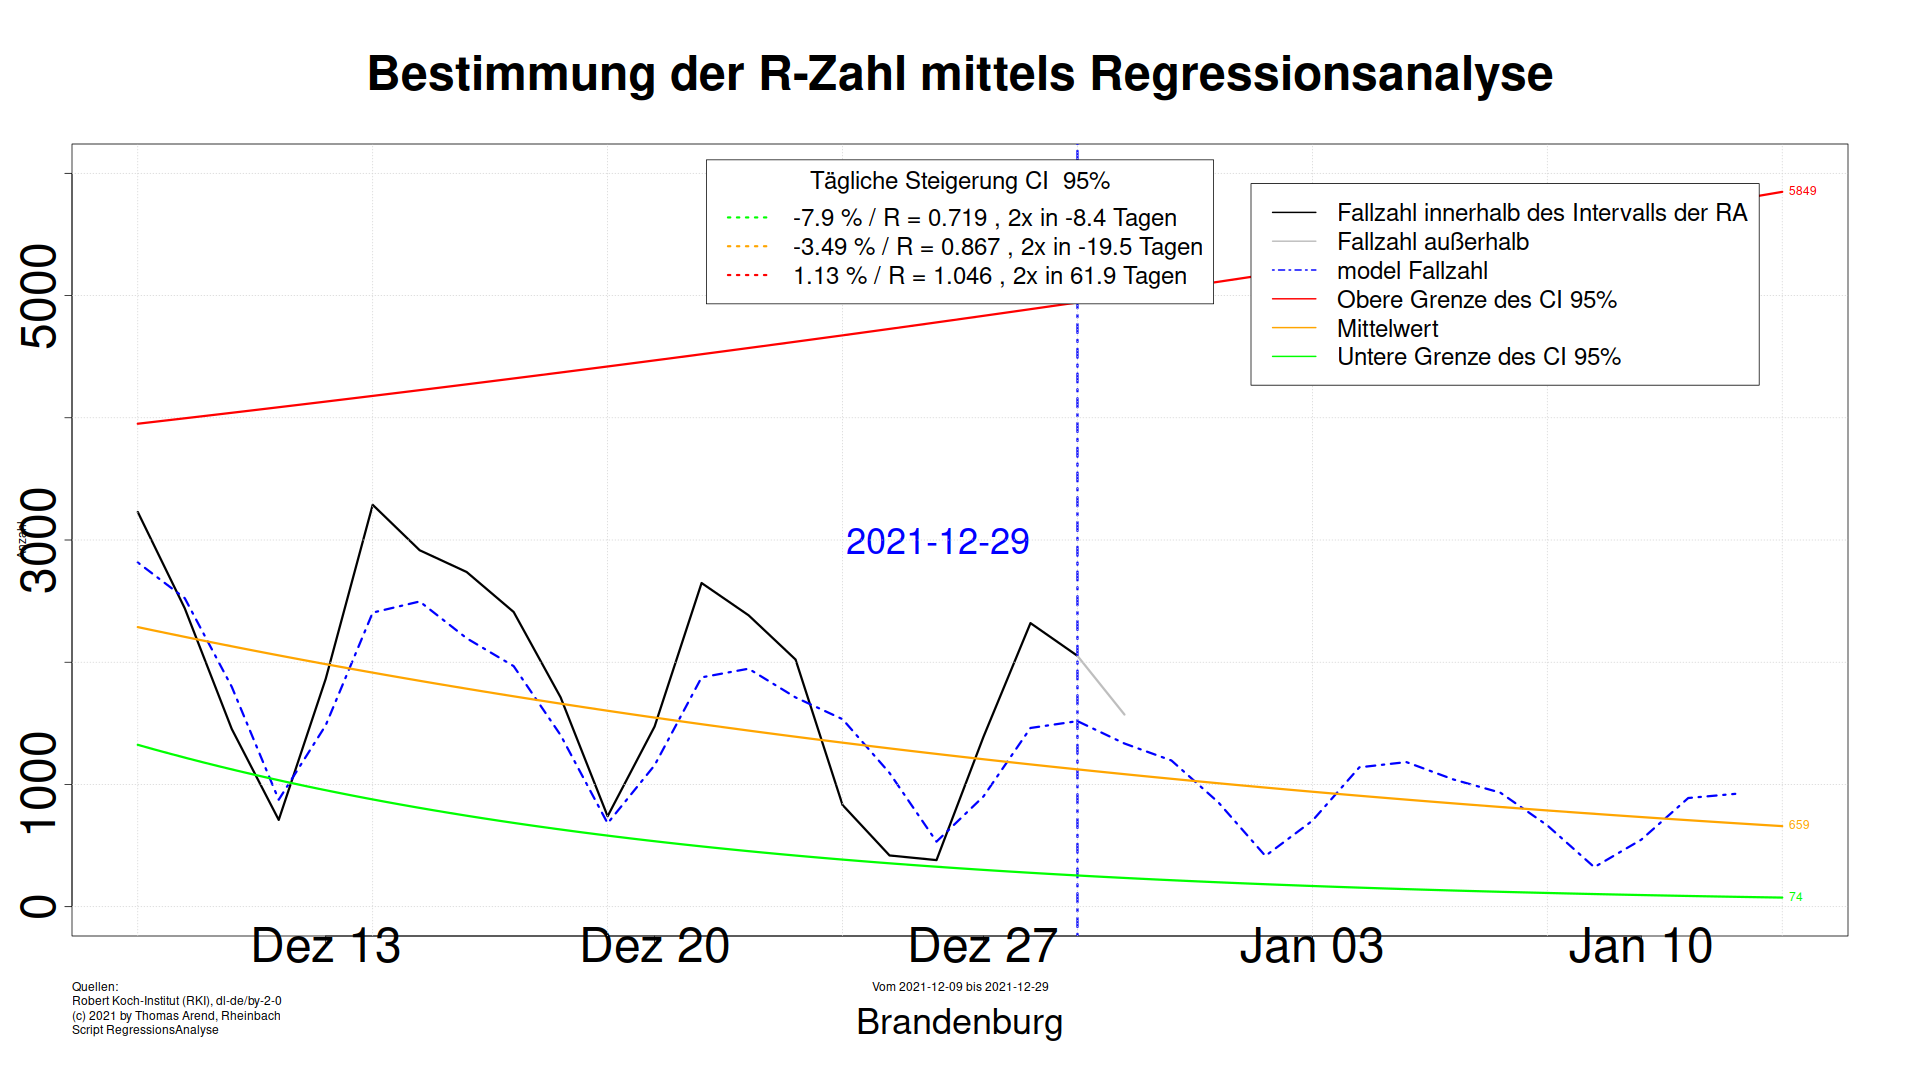 Bestimmung der R-Zahl mittels Regressionsanalyse
Tägliche Steigerung CI  95%
-7.9 % / R = 0.719 , 2x in -8.4 Tagen
-3.49 % / R = 0.867 , 2x in -19.5 Tagen
1.13 % / R = 1.046 , 2x in 61.9 Tagen
Fallzahl innerhalb des Intervalls der RA
Fallzahl außerhalb
model Fallzahl
Obere Grenze des CI 95%
Mittelwert
Untere Grenze des CI 95%
5849
5000
3000
1000
0
Anzahl
2021-12-29
659
74
Dez 13
Dez 20
Dez 27
Jan 03
Jan 10
Quellen:
Robert Koch-Institut (RKI), dl-de/by-2-0
(c) 2021 by Thomas Arend, Rheinbach
Script RegressionsAnalyse
Vom 2021-12-09 bis 2021-12-29
Brandenburg